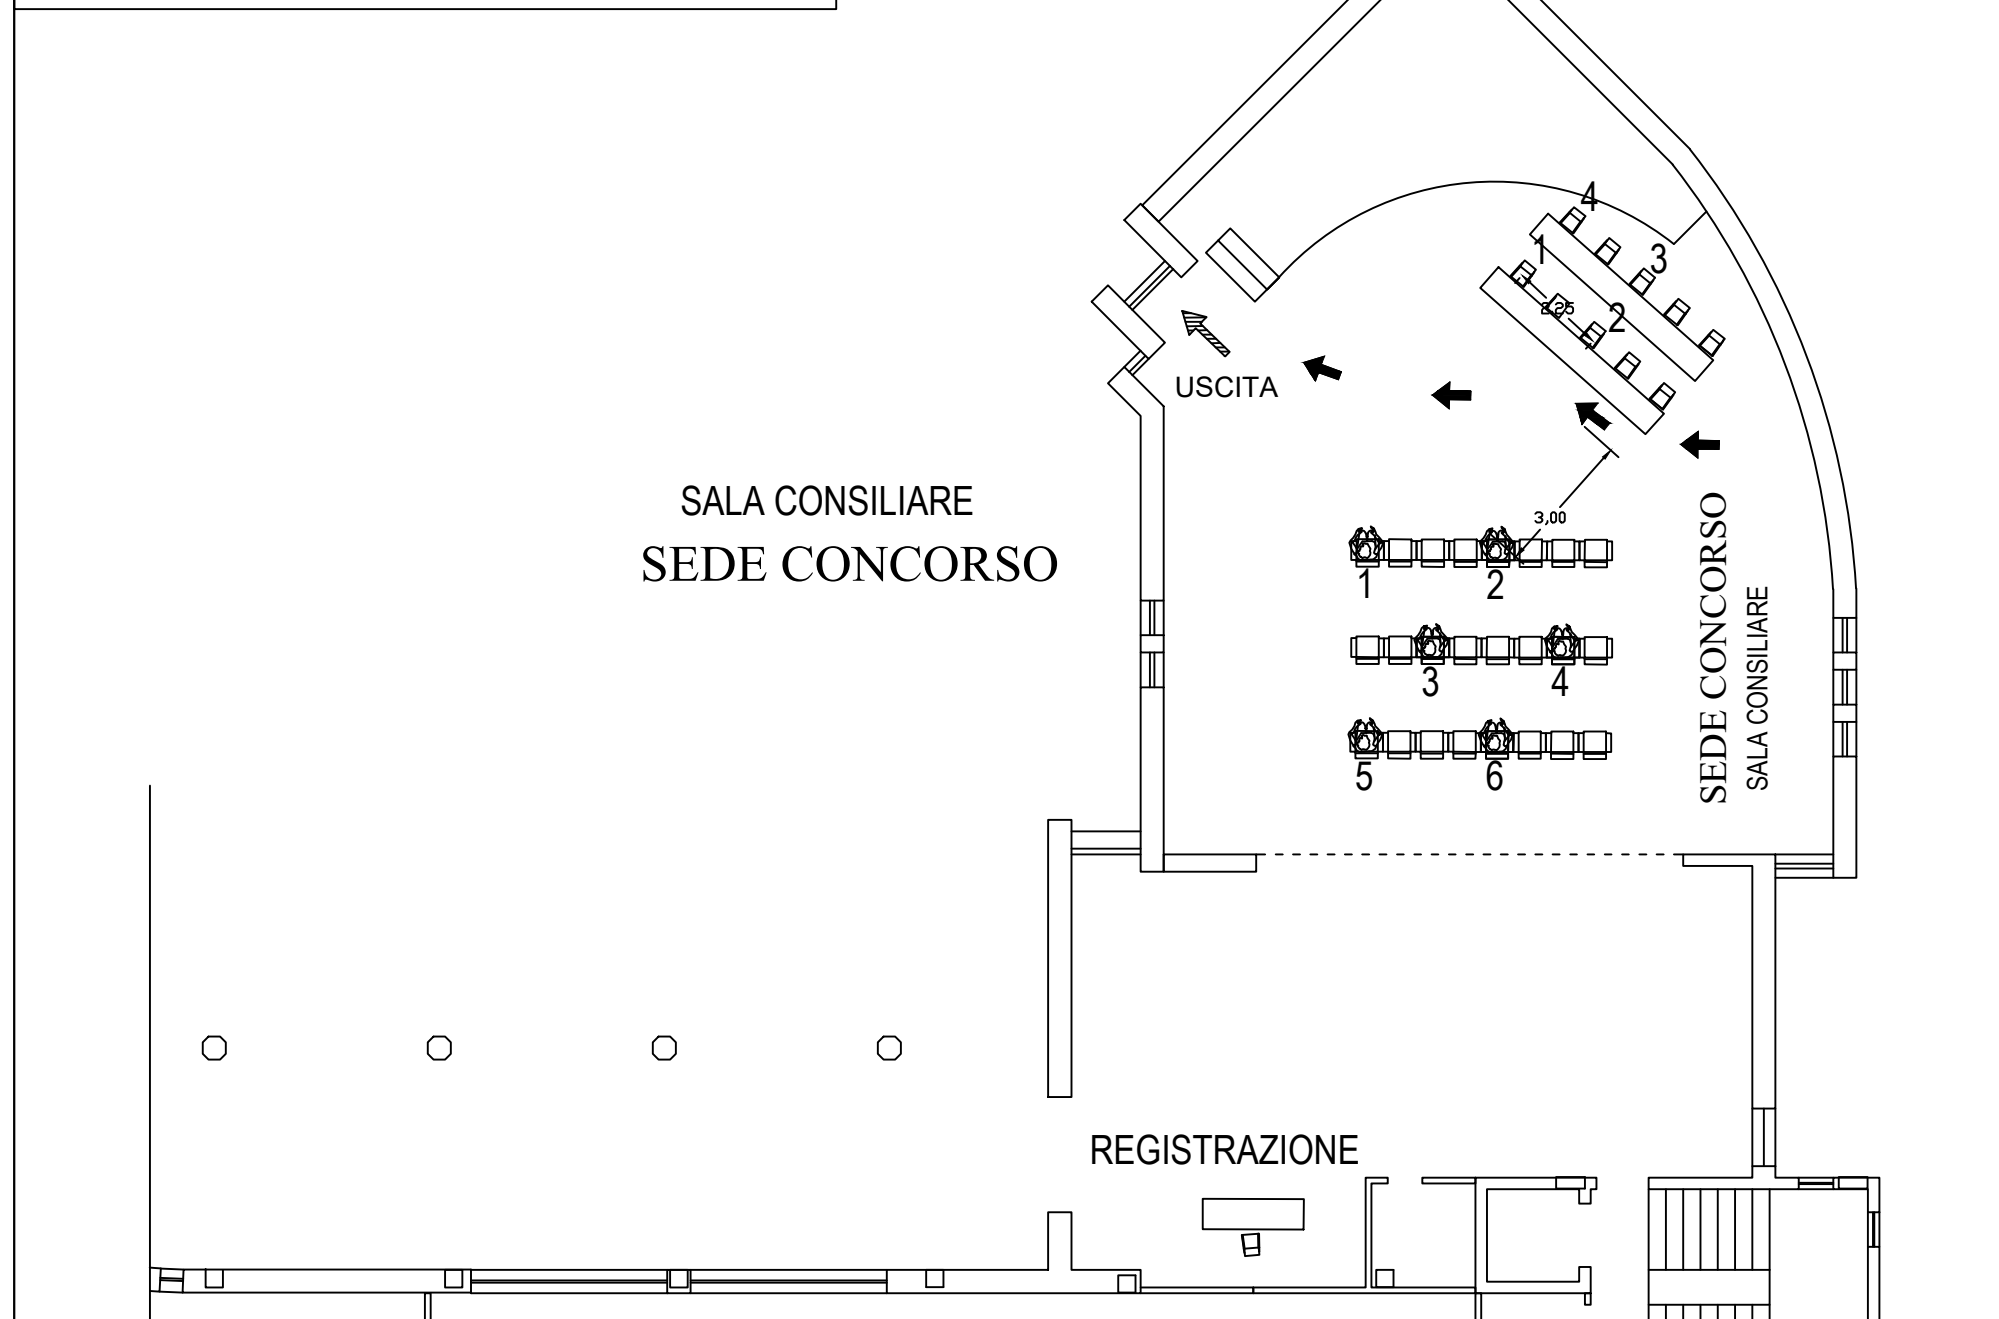 4
1
3
2,25
2
USCITA
SALA CONSILIARE
SEDE CONCORSO
3,00
SEDE CONCORSO
SALA CONSILIARE
1
2
3
4
5
6
REGISTRAZIONE